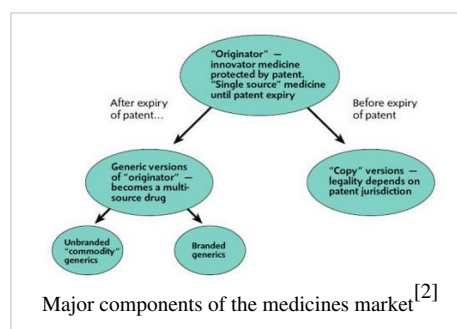 “Originator” —
innovator medicine
protected by patent.
“Single source” medicine
until patent expiry
After expiry
of patent...
Before expiry
of patent
Generic versions
of “originator” —
becomes a multi-
source drug
“Copy” versions —
legality depends on
patent jurisdiction
Unbranded
“commodity”
generics
Branded
generics
Major components of the medicines market[2]